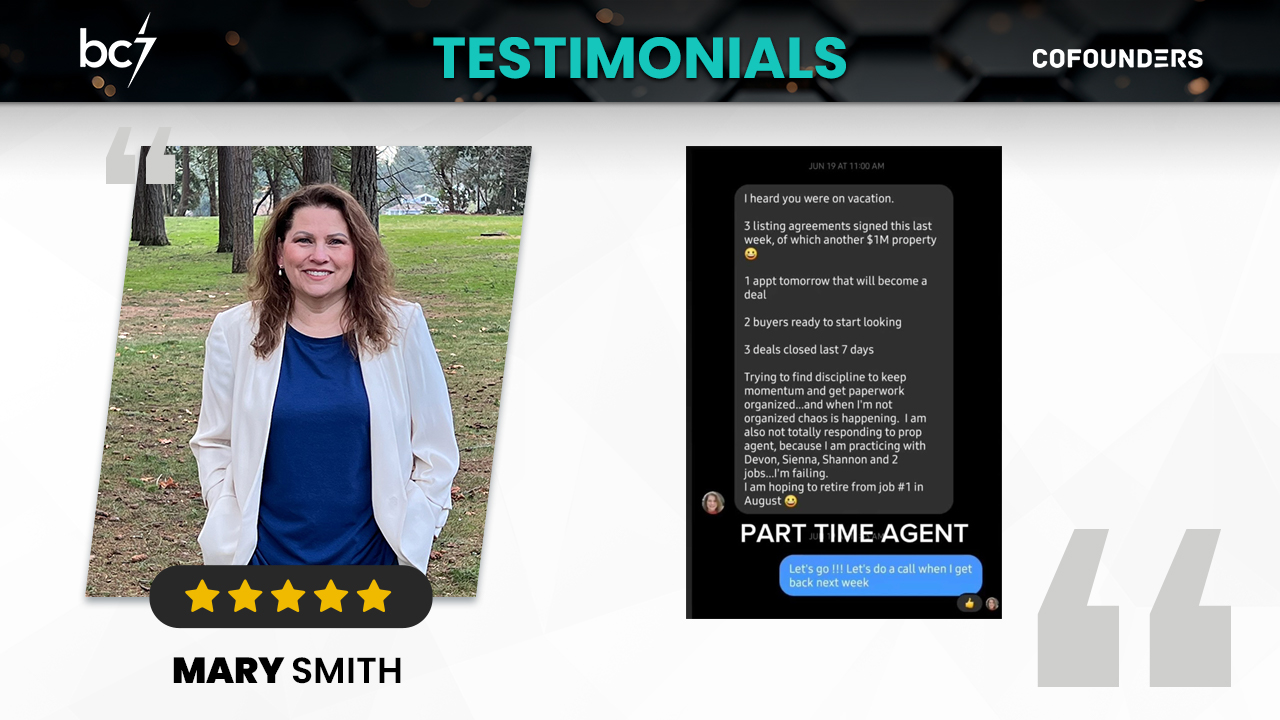 bc7
TESTIMONIALS
COFOUNDERS
MARY SMITH
JUN 19 AT 11:00 AM
I heard you were on vacation.
3 listing agreements signed this last
week, of which another $1M property
😀
1 appt tomorrow that will become a
deal
2 buyers ready to start looking
3 deals closed last 7 days
Trying to find discipline to keep
momentum and get paperwork
organized...and when I'm not
organized chaos is happening. I am
also not totally responding to prop
agent, because I am practicing with
Devon, Sienna, Shannon and 2
jobs...I'm failing.
I am hoping to retire from job #1 in
August 😀
PART TIME AGENT
Let's go !!! Let's do a call when I get
back next week